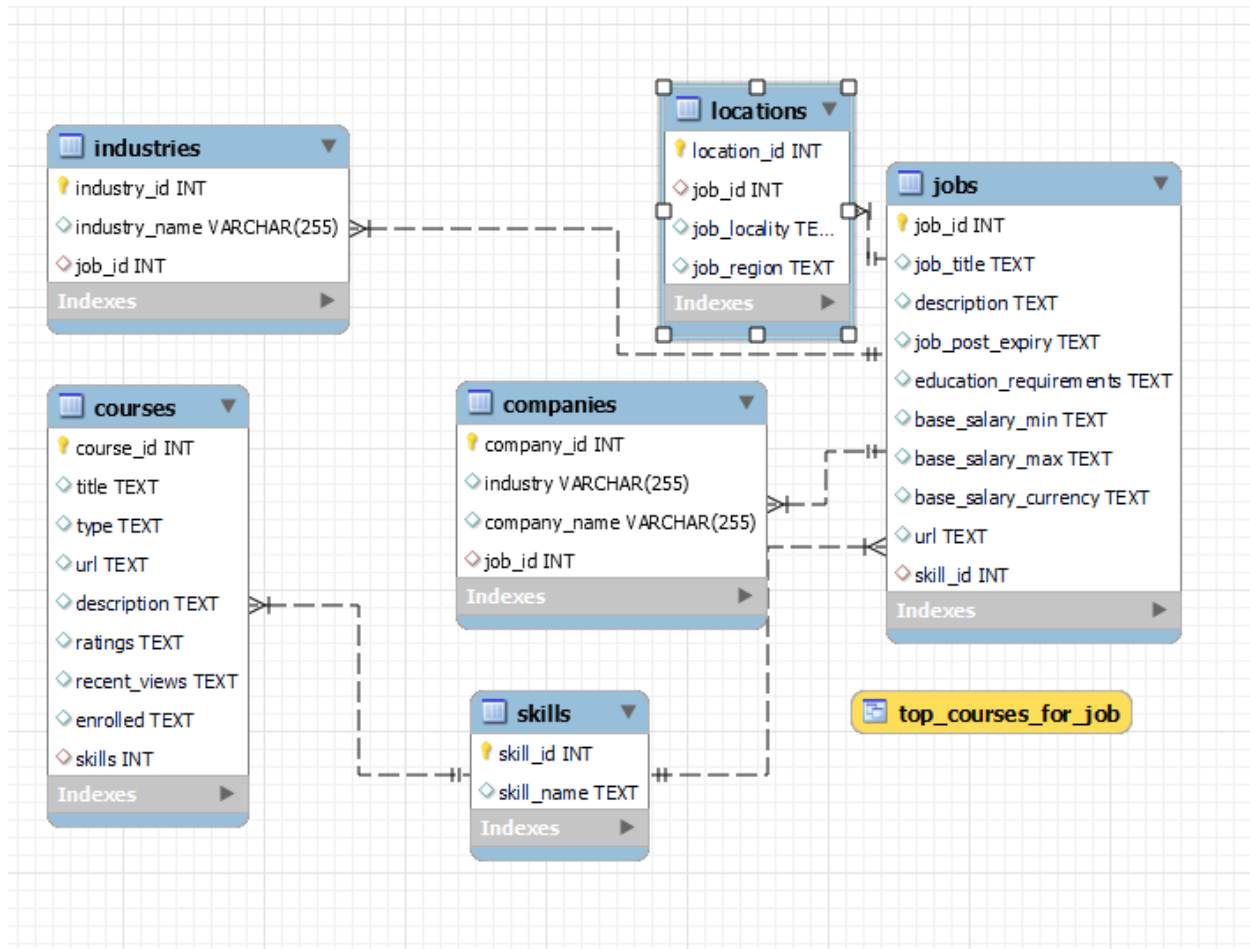 industries
industry_id INT
industry_name VARCHAR(255)
job_id INT
Indexes
locations
location_id INT
job_id INT
job_locality TE...
job_region TEXT
Indexes
jobs
job_id INT
job_title TEXT
description TEXT
job_post_expiry TEXT
education_requirements TEXT
base_salary_min TEXT
base_salary_max TEXT
base_salary_currency TEXT
url TEXT
skill_id INT
Indexes
courses
course_id INT
title TEXT
type TEXT
url TEXT
description TEXT
ratings TEXT
recent_views TEXT
enrolled TEXT
skills INT
Indexes
companies
company_id INT
industry VARCHAR(255)
company_name VARCHAR(255)
job_id INT
Indexes
skills
skill_id INT
skill_name TEXT
Indexes
top_courses_for_job